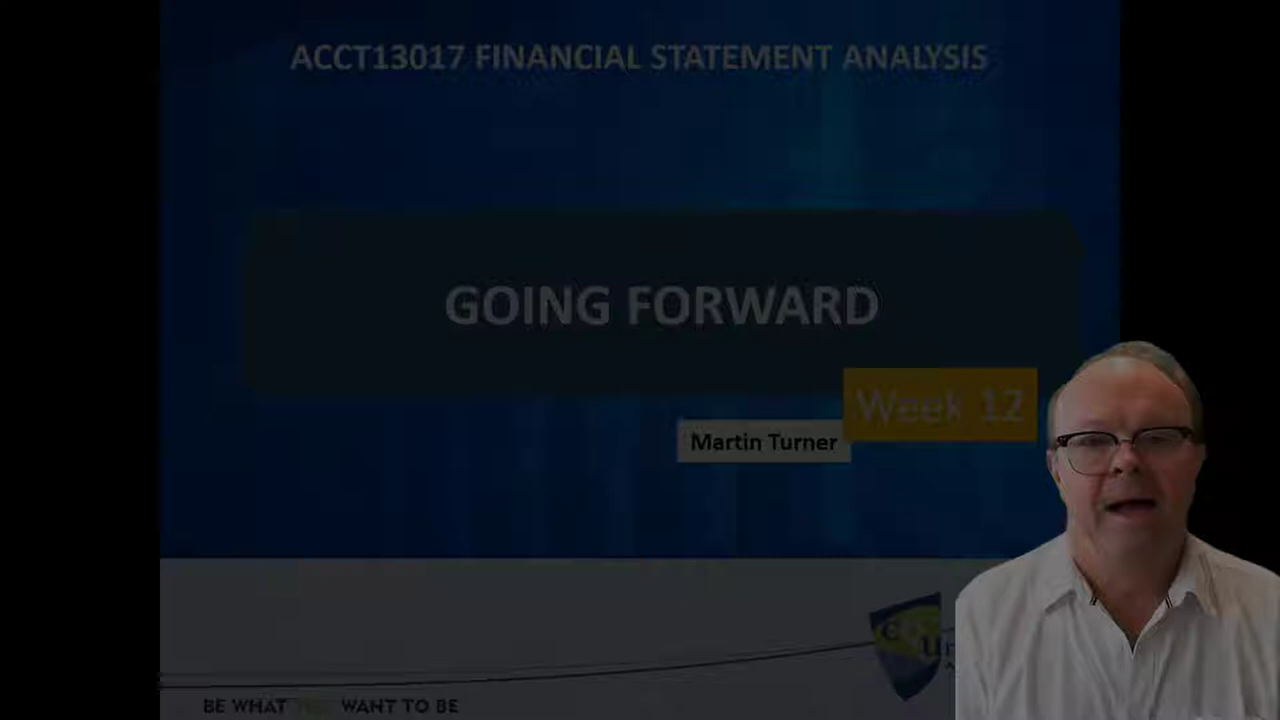 ACCT13017 FINANCIAL STATEMENT ANALYSIS
GOING FORWARD
Week 12
Martin Turner
BE WHAT WANT TO BE